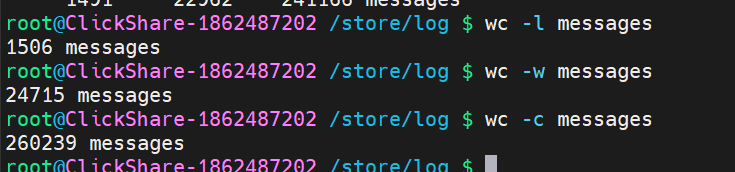 1491 22962 241166 messages
root@ClickShare-1862487202 /store/log $ wc -l messages
1506 messages
root@ClickShare-1862487202 /store/log $ wc -w messages
24715 messages
root@ClickShare-1862487202 /store/log $ wc -c messages
260239 messages
root@ClickShare-1862487202 /store/log $